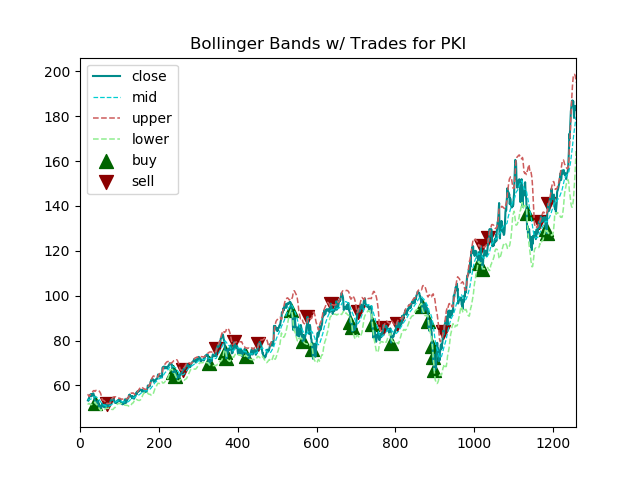 Bollinger Bands w/ Trades for PKI
200
180
160
140
120
100
80
60
close
mid
upper
lower
buy
sell
0 200 400 600 800 1000 1200